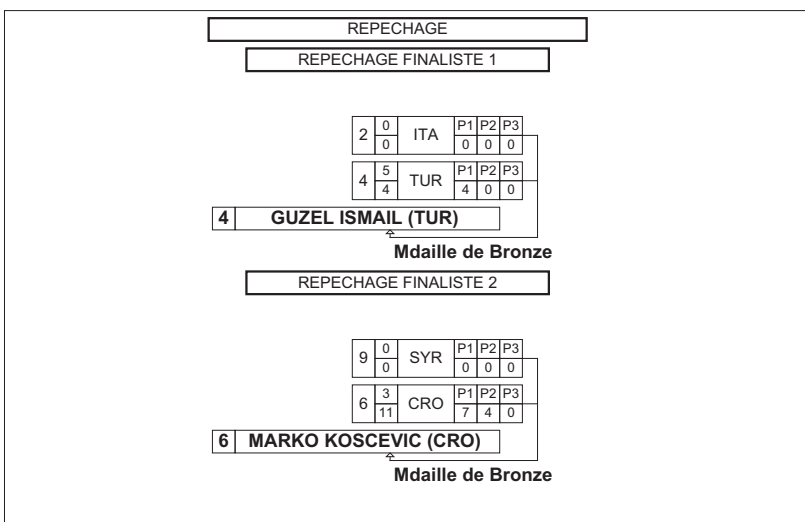 REPECHAGE
REPECHAGE FINALISTE 1
2 0 ITA P1 P2 P3
0 0 0 0
4 5 TUR P1 P2 P3
4 4 0 0
4 GUZEL ISMAIL (TUR)
Mdaille de Bronze
REPECHAGE FINALISTE 2
9 0 SYR P1 P2 P3
0 0 0 0
6 3 CRO P1 P2 P3
11 7 4 0
6 MARKO KOSCEVIC (CRO)
Mdaille de Bronze